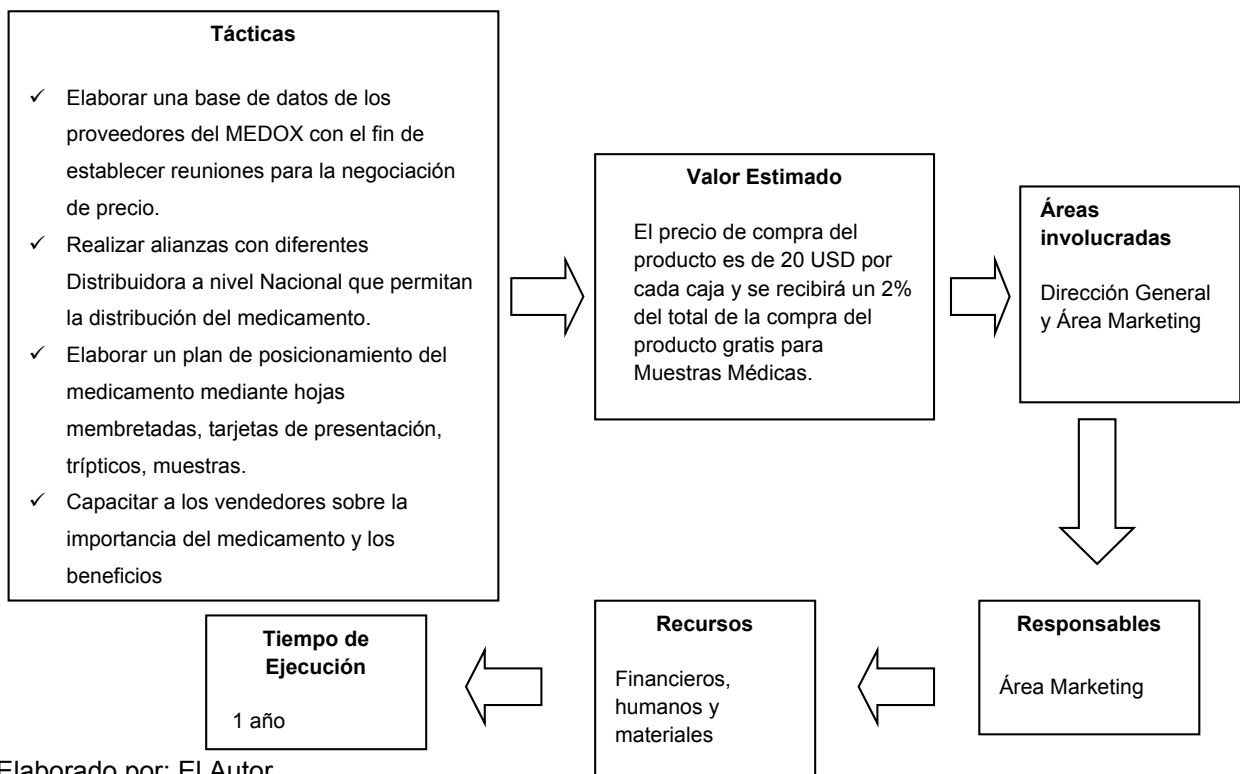 Tácticas
✓ Elaborar una base de datos de los
proveedores del MEDOX con el fin de
establecer reuniones para la negociación
de precio.
✓ Realizar alianzas con diferentes
Distribuidora a nivel Nacional que permitan
la distribución del medicamento.
✓ Elaborar un plan de posicionamiento del
medicamento mediante hojas
membretadas, tarjetas de presentación,
trípticos, muestras.
✓ Capacitar a los vendedores sobre la
importancia del medicamento y los
beneficios
Valor Estimado
El precio de compra del
producto es de 20 USD por
cada caja y se recibirá un 2%
del total de la compra del
producto gratis para
Muestras Médicas.
Áreas
involucradas
Dirección General
y Área Marketing
Responsables
Área Marketing
Recursos
Financieros,
humanos y
materiales
Tiempo de
Ejecución
1 año
Elaborado por: El Autor